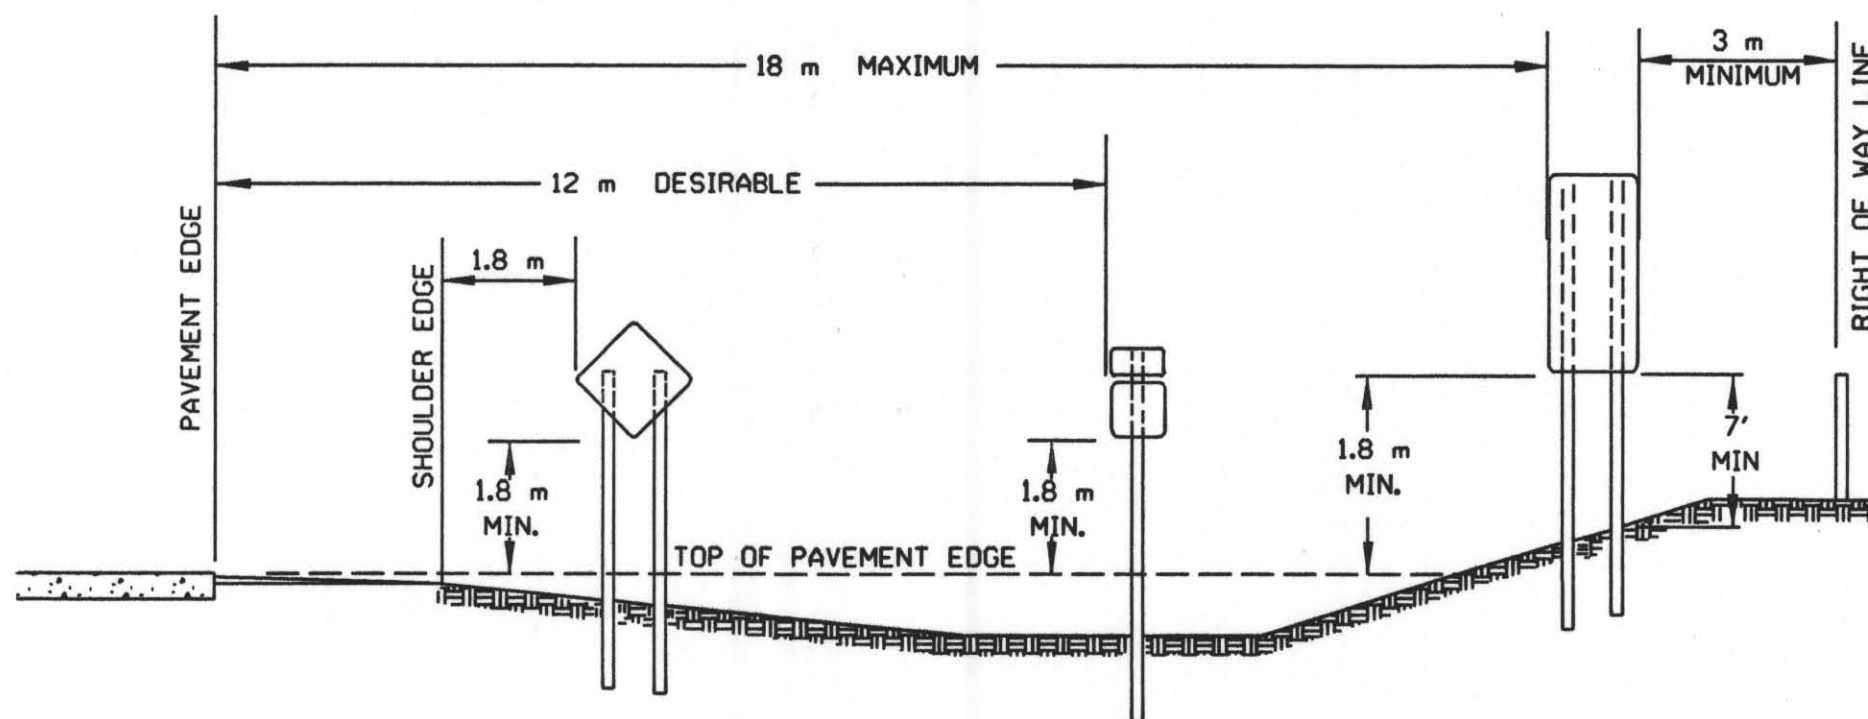 18 m MAXIMUM
3 m
MINIMUM
12 m DESIRABLE
PAVEMENT EDGE
SHOULDER EDGE
1.8 m
RIGHT OF WAY LINE
1.8 m
MIN.
1.8 m
MIN.
1.8 m
MIN.
7'
MIN
TOP OF PAVEMENT EDGE